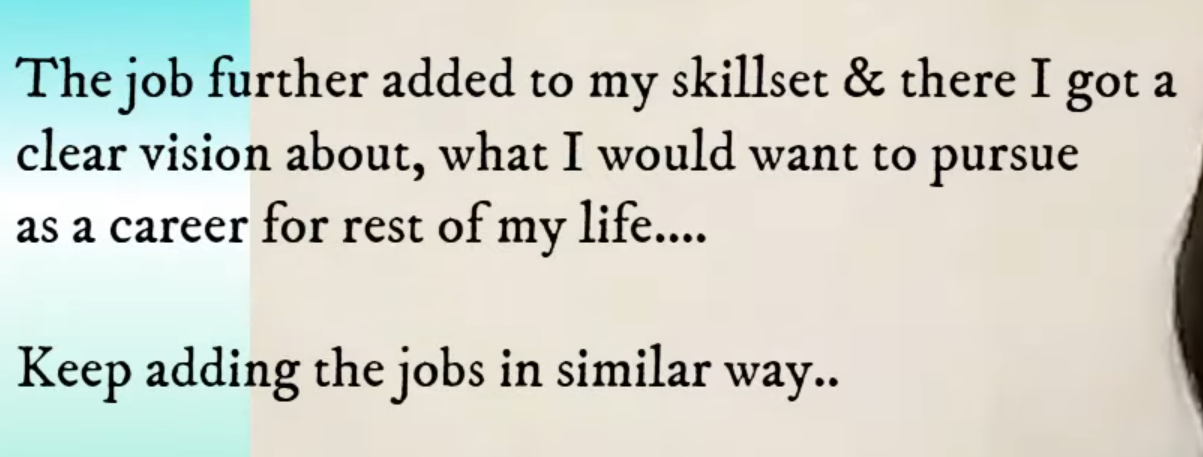 The job further added to my skillset & there I got a
clear vision about, what I would want to pursue
as a career for rest of my life....
Keep adding the jobs in similar way..